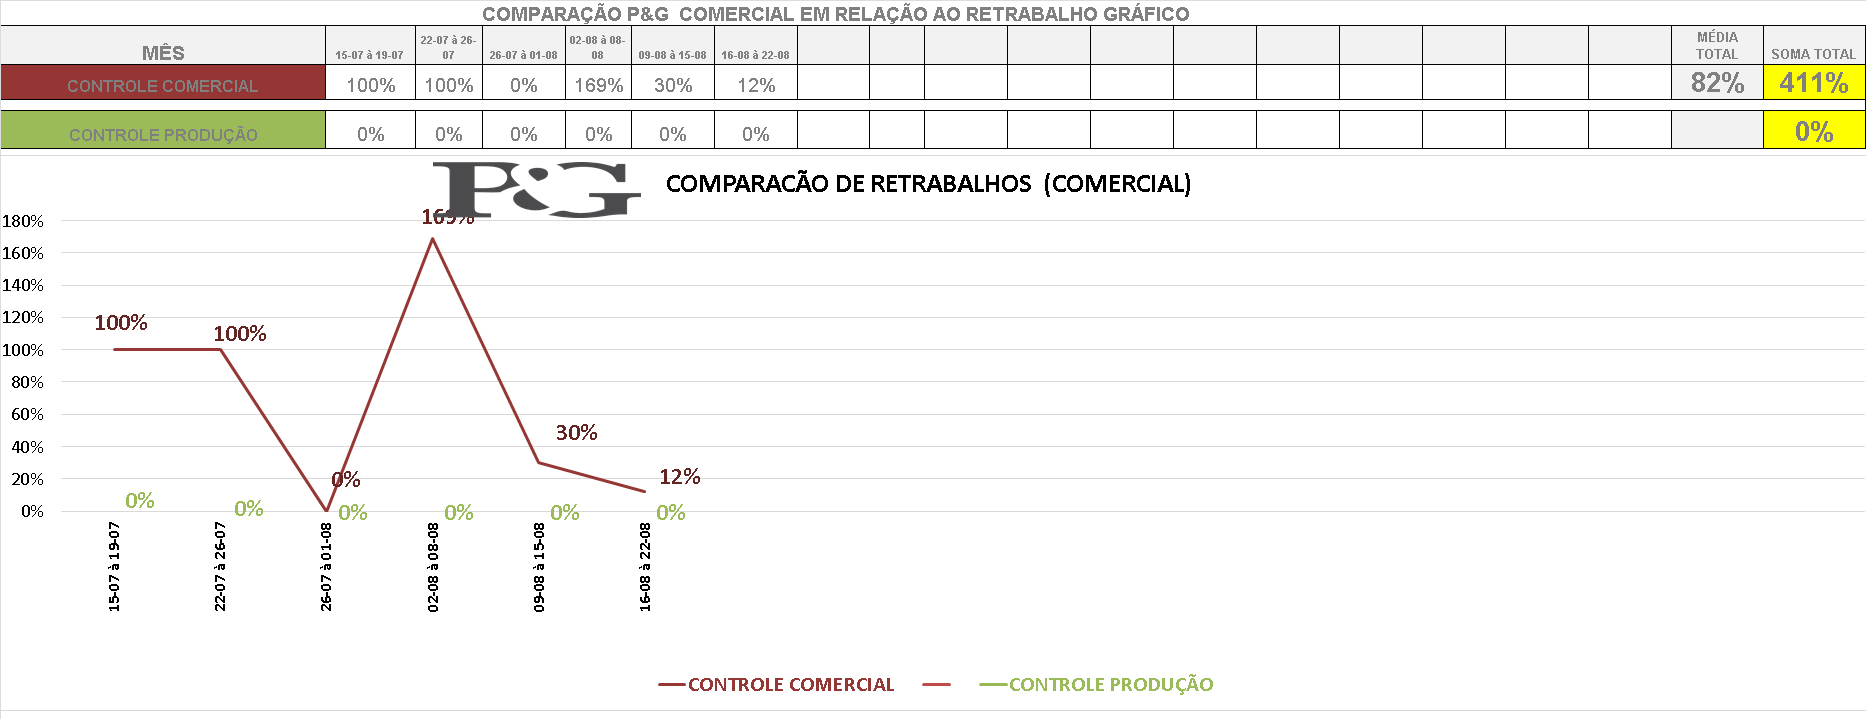 COMPARAÇÃO P&G COMERCIAL EM RELAÇÃO AO RETRABALHO GRÁFICO
MÊS 15-07 à 19-07 22-07 à 26-07 26-07 à 01-08 02-08 à 08-08 09-08 à 15-08 16-08 à 22-08 MÉDIA TOTAL SOMA TOTAL
CONTROLE COMERCIAL 100% 100% 0% 169% 30% 12% 82% 411%
CONTROLE PRODUÇÃO 0% 0% 0% 0% 0% 0% 0%
P&G
COMPARACÃO DE RETRABALHOS (COMERCIAL)
180%
160%
140%
120%
100%
80%
60%
40%
20%
0%
100%
100%
0%
169%
30%
12%
0%
0%
0%
0%
0%
0%
15-07 à 19-07
22-07 à 26-07
26-07 à 01-08
02-08 à 08-08
09-08 à 15-08
16-08 à 22-08
CONTROLE COMERCIAL
CONTROLE PRODUÇÃO